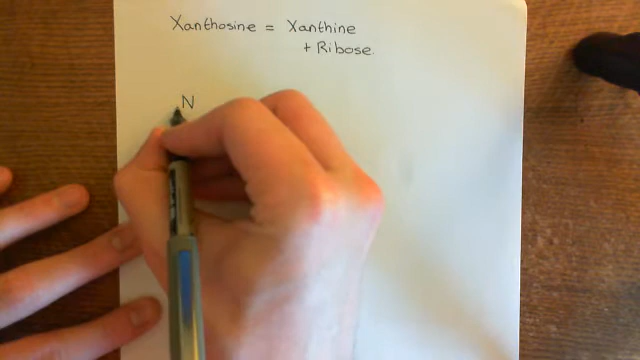 Xanthosine = Xanthine
+ Ribose.
N